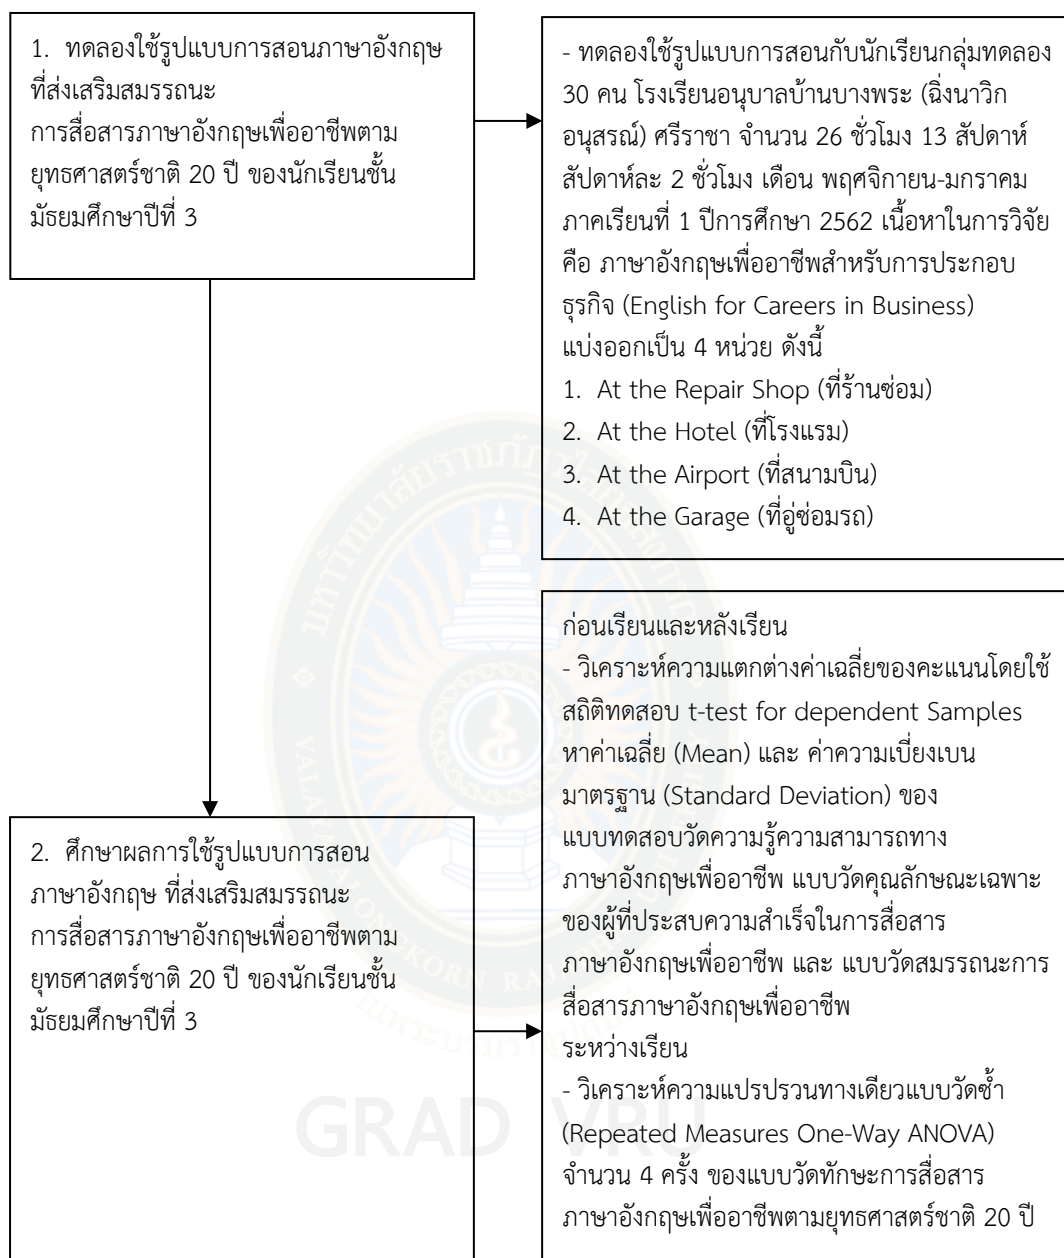 1. ทดลองใช้รูปแบบการสอนภาษาอังกฤษ
ที่ส่งเสริมสมรรถนะ
การสื่อสารภาษาอังกฤษเพื่ออาชีพตาม
ยุทธศาสตร์ชาติ 20 ปี ของนักเรียนชั้น
มัธยมศึกษาปีที่ 3
- ทดลองใช้รูปแบบการสอนกับนักเรียนกลุ่มทดลอง
30 คน โรงเรียนอนุบาลบ้านบางพระ (ฉิ่งนาวิก
อนุสรณ์) ศรีราชา จำนวน 26 ชั่วโมง 13 สัปดาห์
สัปดาห์ละ 2 ชั่วโมง เดือน พฤศจิกายน-มกราคม
ภาคเรียนที่ 1 ปีการศึกษา 2562 เนื้อหาในการวิจัย
คือ ภาษาอังกฤษเพื่ออาชีพสำหรับการประกอบ
ธุรกิจ (English for Careers in Business)
แบ่งออกเป็น 4 หน่วย ดังนี้
1. At the Repair Shop (ที่ร้านซ่อม)
2. At the Hotel (ที่โรงแรม)
3. At the Airport (ที่สนามบิน)
4. At the Garage (ที่อู่ซ่อมรถ)
2. ศึกษาผลการใช้รูปแบบการสอน
ภาษาอังกฤษ ที่ส่งเสริมสมรรถนะ
การสื่อสารภาษาอังกฤษเพื่ออาชีพตาม
ยุทธศาสตร์ชาติ 20 ปี ของนักเรียนชั้น
มัธยมศึกษาปีที่ 3
ก่อนเรียนและหลังเรียน
- วิเคราะห์ความแตกต่างค่าเฉลี่ยของคะแนนโดยใช้
สถิติทดสอบ t-test for dependent Samples
หาค่าเฉลี่ย (Mean) และ ค่าความเบี่ยงเบน
มาตรฐาน (Standard Deviation) ของ
แบบทดสอบวัดความรู้ความสามารถทาง
ภาษาอังกฤษเพื่ออาชีพ แบบวัดคุณลักษณะเฉพาะ
ของผู้ที่ประสบความสำเร็จในการสื่อสาร
ภาษาอังกฤษเพื่ออาชีพ และ แบบวัดสมรรถนะการ
สื่อสารภาษาอังกฤษเพื่ออาชีพ
ระหว่างเรียน
- วิเคราะห์ความแปรปรวนทางเดียวแบบวัดซ้ำ
(Repeated Measures One-Way ANOVA)
จำนวน 4 ครั้ง ของแบบวัดทักษะการสื่อสาร
ภาษาอังกฤษเพื่ออาชีพตามยุทธศาสตร์ชาติ 20 ปี
GRAD VRU